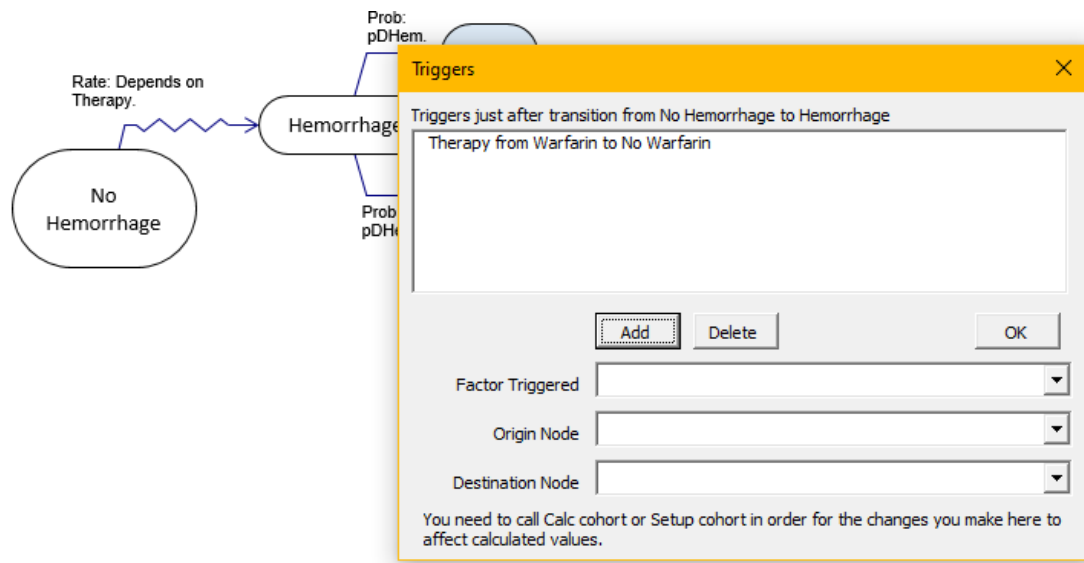 Prob:
pDHem.
Rate: Depends on
Therapy.
Hemorrhage
No
Hemorrhage
Prob
Triggers
Triggers just after transition from No Hemorrhage to Hemorrhage
Therapy from Warfarin to No Warfarin
Add
Delete
OK
Factor Triggered
Origin Node
Destination Node
You need to call Calc cohort or Setup cohort in order for the changes you make here to
affect calculated values.